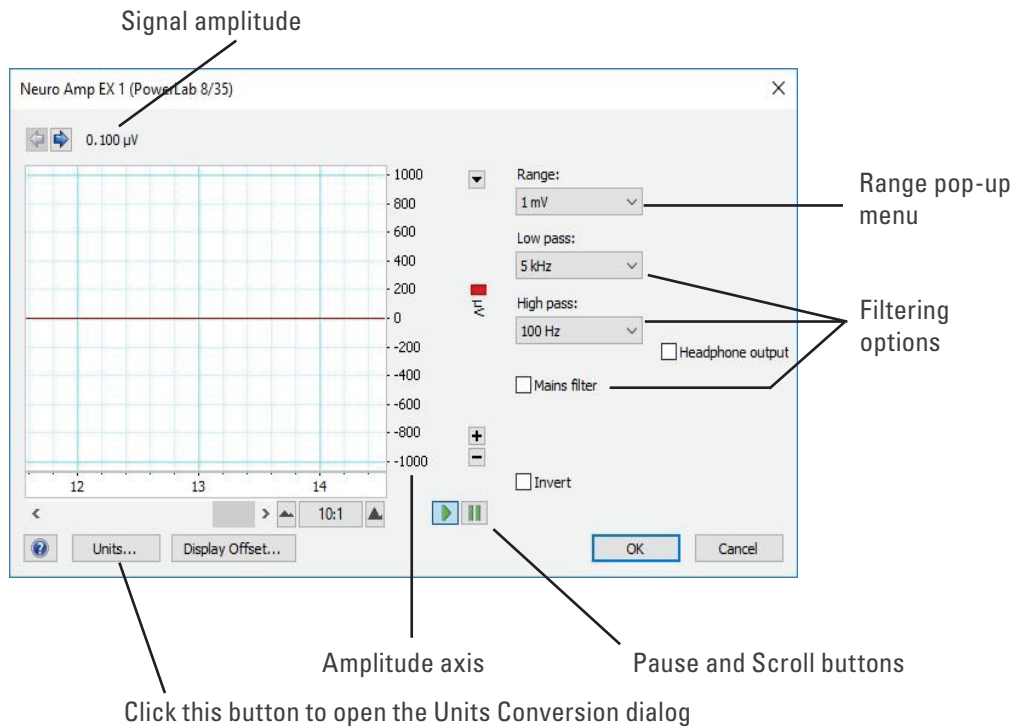 Signal amplitude
Neuro Amp EX 1 (PowerLab 8/35)
0.100 µV
1000
800
600
400
200
0
-200
-400
-600
-800
-1000
µV
12 13 14
10:1
Range:
1 mV
Low pass:
5 kHz
High pass:
100 Hz
Headphone output
Mains filter
Invert
Units...
Display Offset...
OK
Cancel
Range pop-up
menu
Filtering
options
Amplitude axis
Pause and Scroll buttons
Click this button to open the Units Conversion dialog